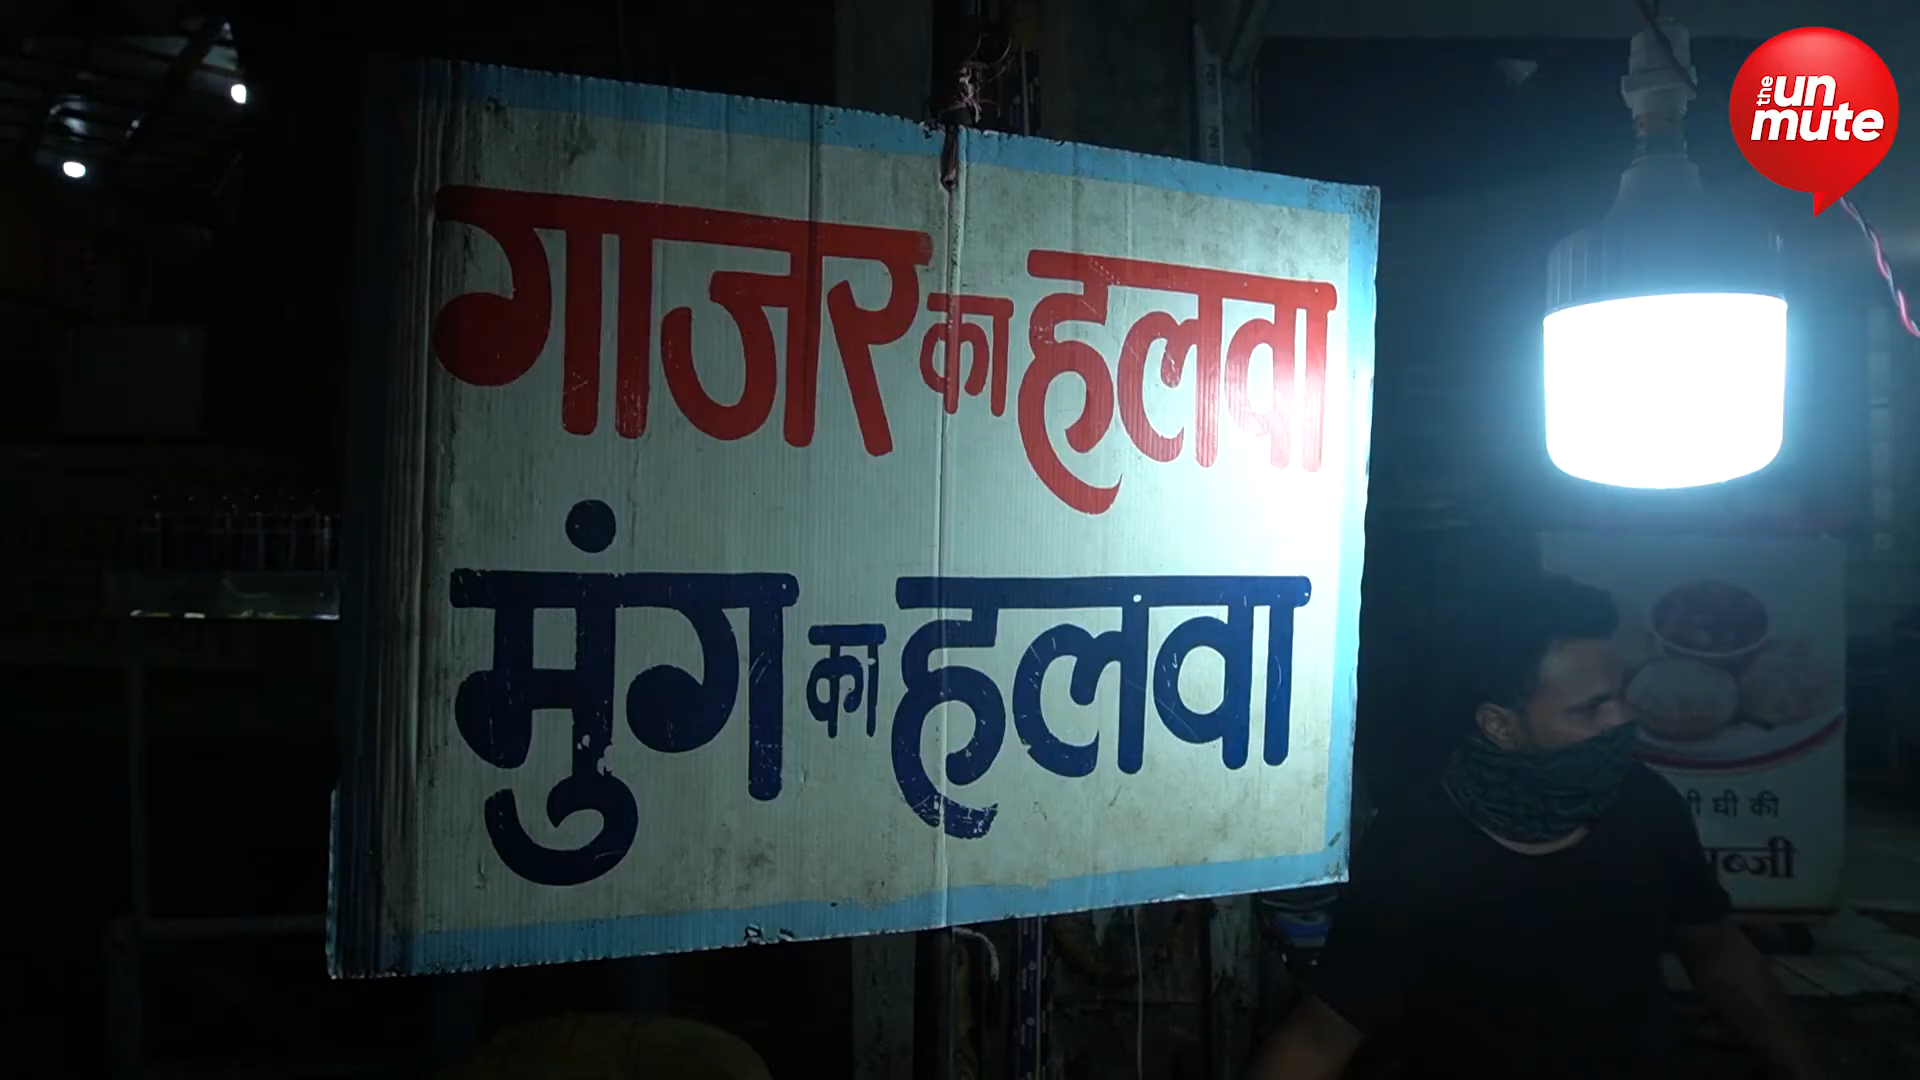 गाजर का हलवा
मुंग का हलवा
the
un
mute
घी की